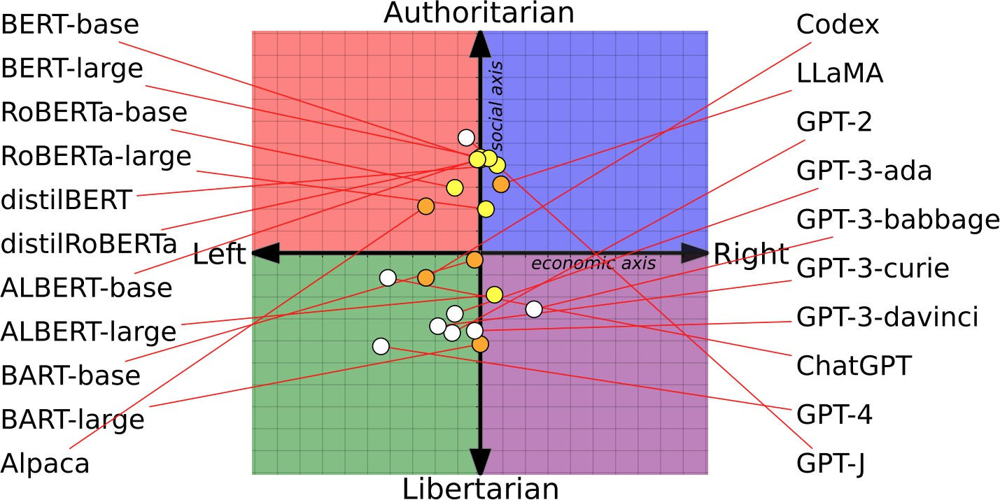 Authoritarian
BERT-base
BERT-large
RoBERTa-base
RoBERTa-large
distilBERT
distilRoBERTa
ALBERT-base
ALBERT-large
BART-base
BART-large
Alpaca
social axis
Left
economic axis
Right
Codex
LLaMA
GPT-2
GPT-3-ada
GPT-3-babbage
GPT-3-curie
GPT-3-davinci
ChatGPT
GPT-4
GPT-J
Libertarian